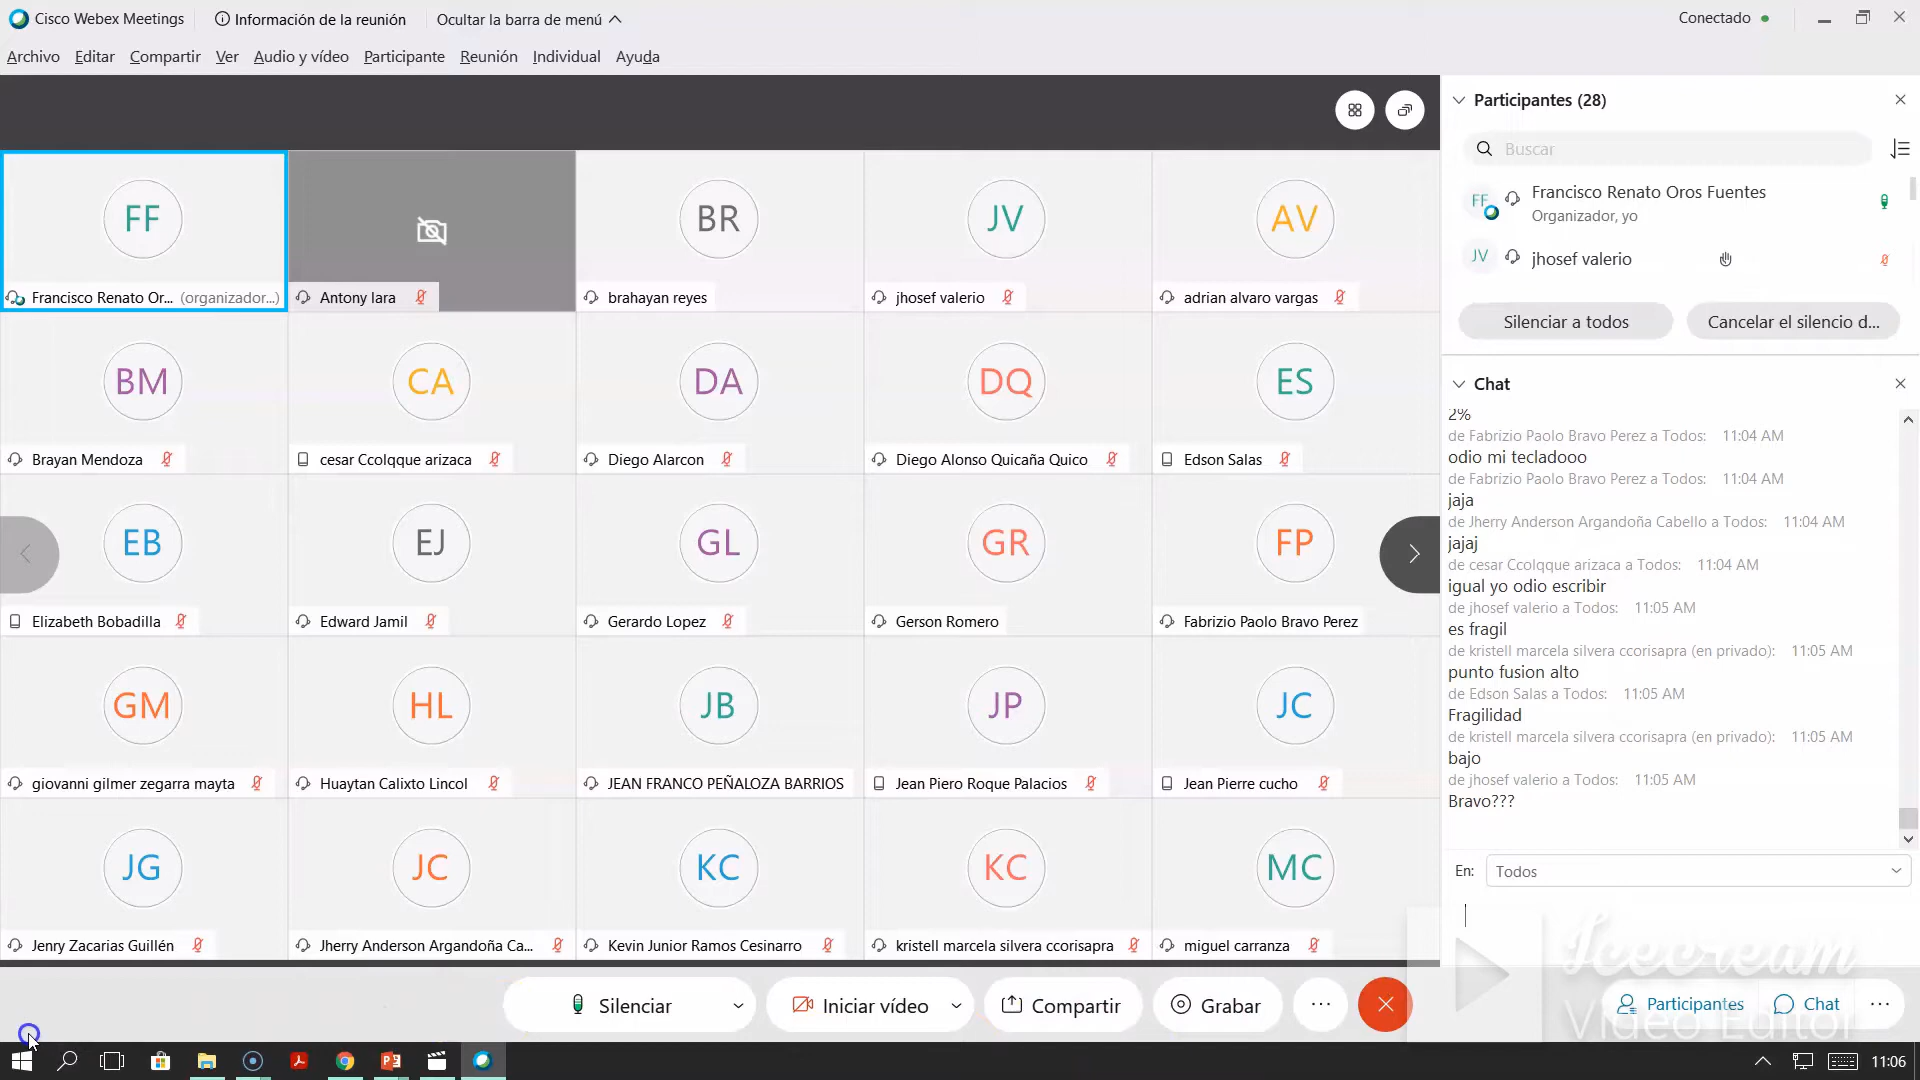 Cisco Webex Meetings
Información de la reunión
Ocultar la barra de menú
Conectado
Archivo Editar Compartir Ver Audio y vídeo Participante Reunión Individual Ayuda
FF
Francisco Renato Or... (organizador...)
Antony lara
BR
brahayan reyes
JV
jhosef valerio
AV
adrian alvaro vargas
BM
Brayan Mendoza
CA
cesar Ccolqque arizaca
DA
Diego Alarcon
DQ
Diego Alonso Quicaña Quico
ES
Edson Salas
EB
Elizabeth Bobadilla
EJ
Edward Jamil
GL
Gerardo Lopez
GR
Gerson Romero
FP
Fabrizio Paolo Bravo Perez
GM
giovanni gilmer zegarra mayta
HL
Huaytan Calixto Lincol
JB
JEAN FRANCO PEÑALOZA BARRIOS
JP
Jean Piero Roque Palacios
JC
Jean Pierre cucho
JG
Jenry Zacarias Guillén
JC
Jherry Anderson Argandoña Ca...
KC
Kevin Junior Ramos Cesinarro
KC
kristell marcela silvera ccorisapra
MC
miguel carranza
Participantes (28)
Buscar
FF
Francisco Renato Oros Fuentes
Organizador, yo
JV
jhosef valerio
Silenciar a todos
Cancelar el silencio d...
Chat
2%
de Fabrizio Paolo Bravo Perez a Todos: 11:04 AM
odio mi tecladooo
de Fabrizio Paolo Bravo Perez a Todos: 11:04 AM
jaja
de Jherry Anderson Argandoña Cabello a Todos: 11:04 AM
jajaj
de cesar Ccolqque arizaca a Todos: 11:04 AM
igual yo odio escribir
de jhosef valerio a Todos: 11:05 AM
es fragil
de kristell marcela silvera ccorisapra (en privado): 11:05 AM
punto fusion alto
de Edson Salas a Todos: 11:05 AM
Fragilidad
de kristell marcela silvera ccorisapra (en privado): 11:05 AM
bajo
de jhosef valerio a Todos: 11:05 AM
Bravo???
En: Todos
Icecream
Video Editor
Silenciar
Iniciar vídeo
Compartir
Grabar
Participantes
Chat
11:06